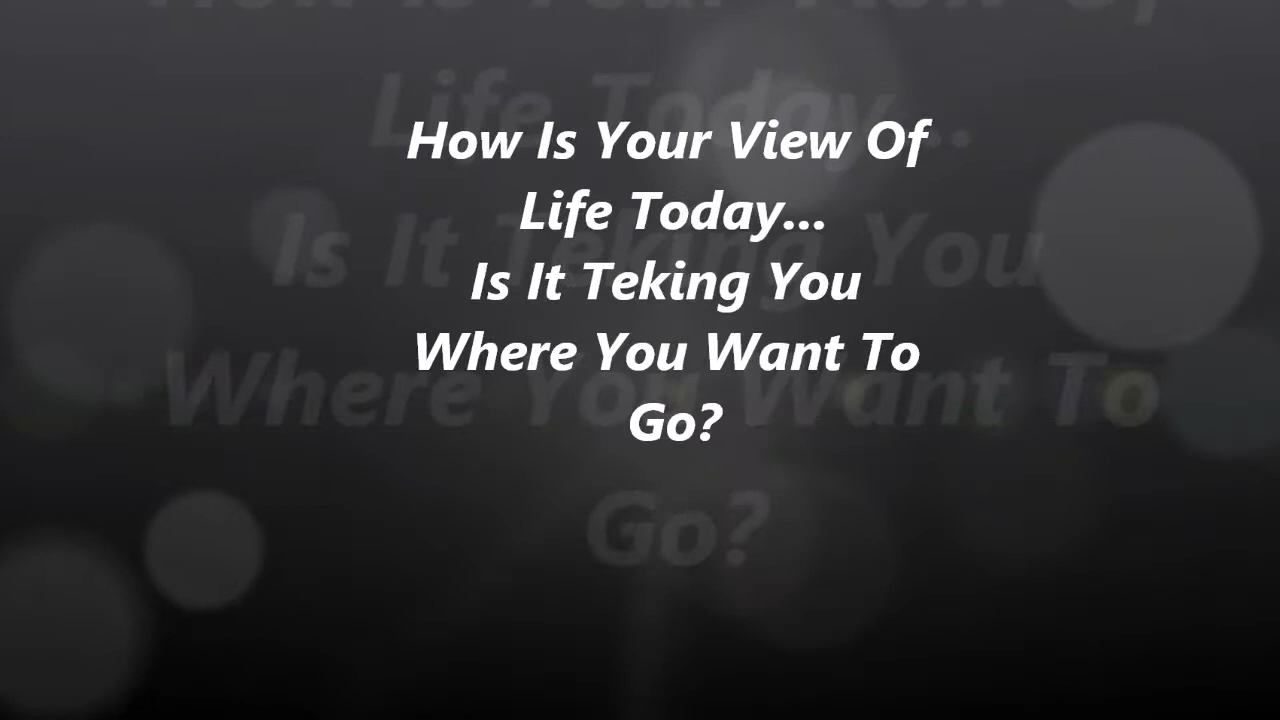 How Is Your View Of
Life Today...
Is It Teking You
Where You Want To
Go?